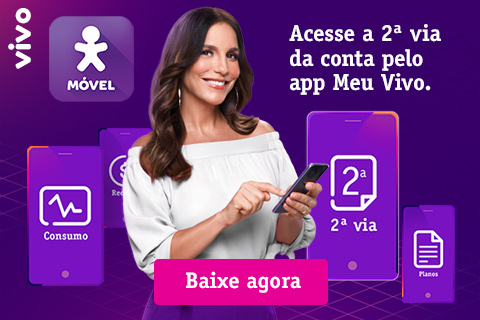 vivo
MÓVEL
Acesse a 2ª via
da conta pelo
app Meu Vivo.
Consumo
2ª
2ª via
Planos
Baixe agora